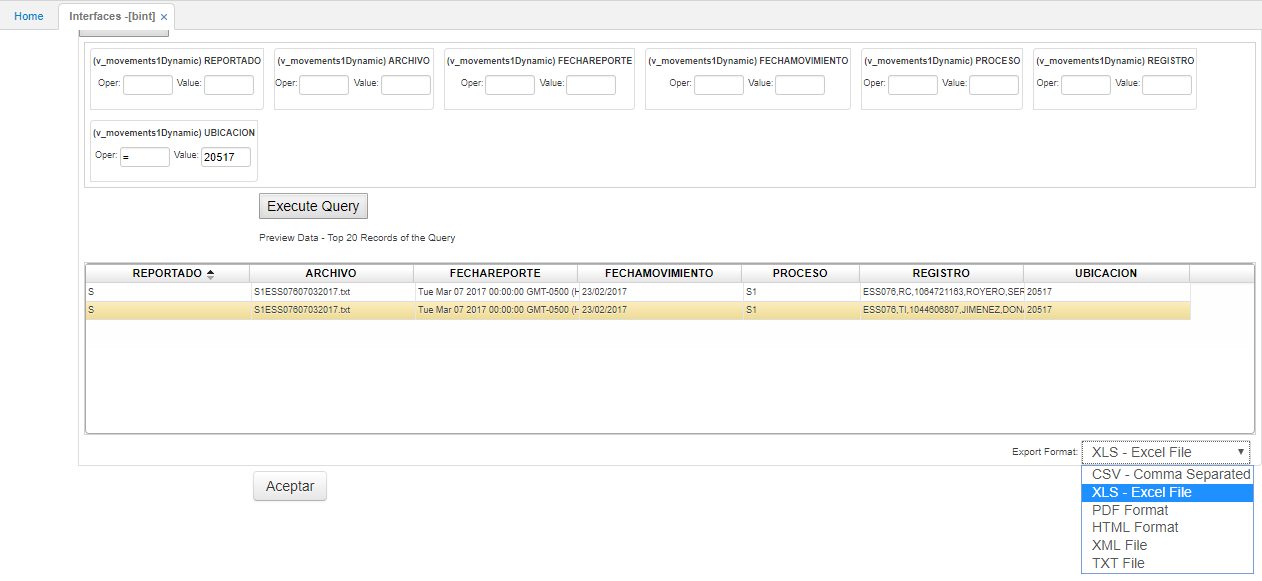 Home
Interfaces -[bint] ×
(v_movements1Dynamic) REPORTADO (v_movements1Dynamic) ARCHIVO (v_movements1Dynamic) FECHAREPORTE (v_movements1Dynamic) FECHAMOVIMIENTO (v_movements1Dynamic) PROCESO (v_movements1Dynamic) REGISTRO
Oper: Value: Oper: Value: Oper: Value: Oper: Value: Oper: Value: Oper: Value:
(v_movements1Dynamic) UBICACION
Oper: = Value: 20517
Execute Query
Preview Data - Top 20 Records of the Query
REPORTADO ARCHIVO FECHAREPORTE FECHAMOVIMIENTO PROCESO REGISTRO UBICACION
S S1ESS07607032017.txt Tue Mar 07 2017 00:00:00 GMT-0500 (H 23/02/2017 S1 ESS076,RC,1064721163,ROYERO,SER 20517
S S1ESS07607032017.txt Tue Mar 07 2017 00:00:00 GMT-0500 (H 23/02/2017 S1 ESS076,TI,1044606807,JIMENEZ,DON 20517
Export Format: XLS - Excel File
CSV - Comma Separated
XLS - Excel File
PDF Format
HTML Format
XML File
TXT File
Aceptar